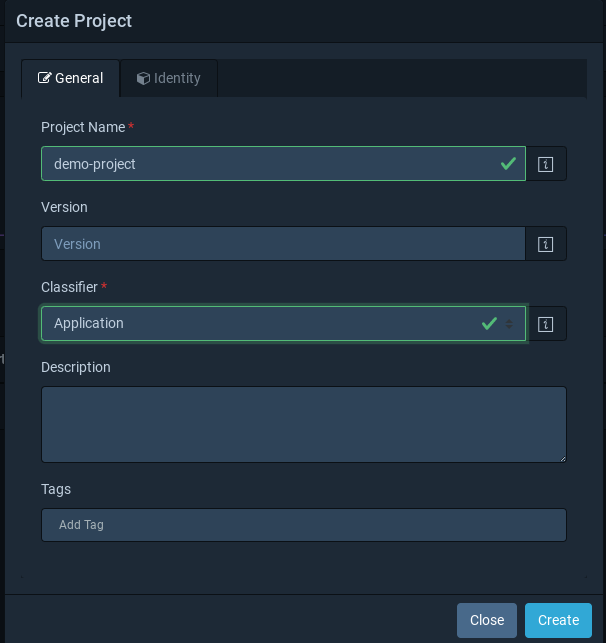 Create Project
General Identity
Project Name *
demo-project
Version
Version
Classifier *
Application
Description
Tags
Add Tag
Close Create